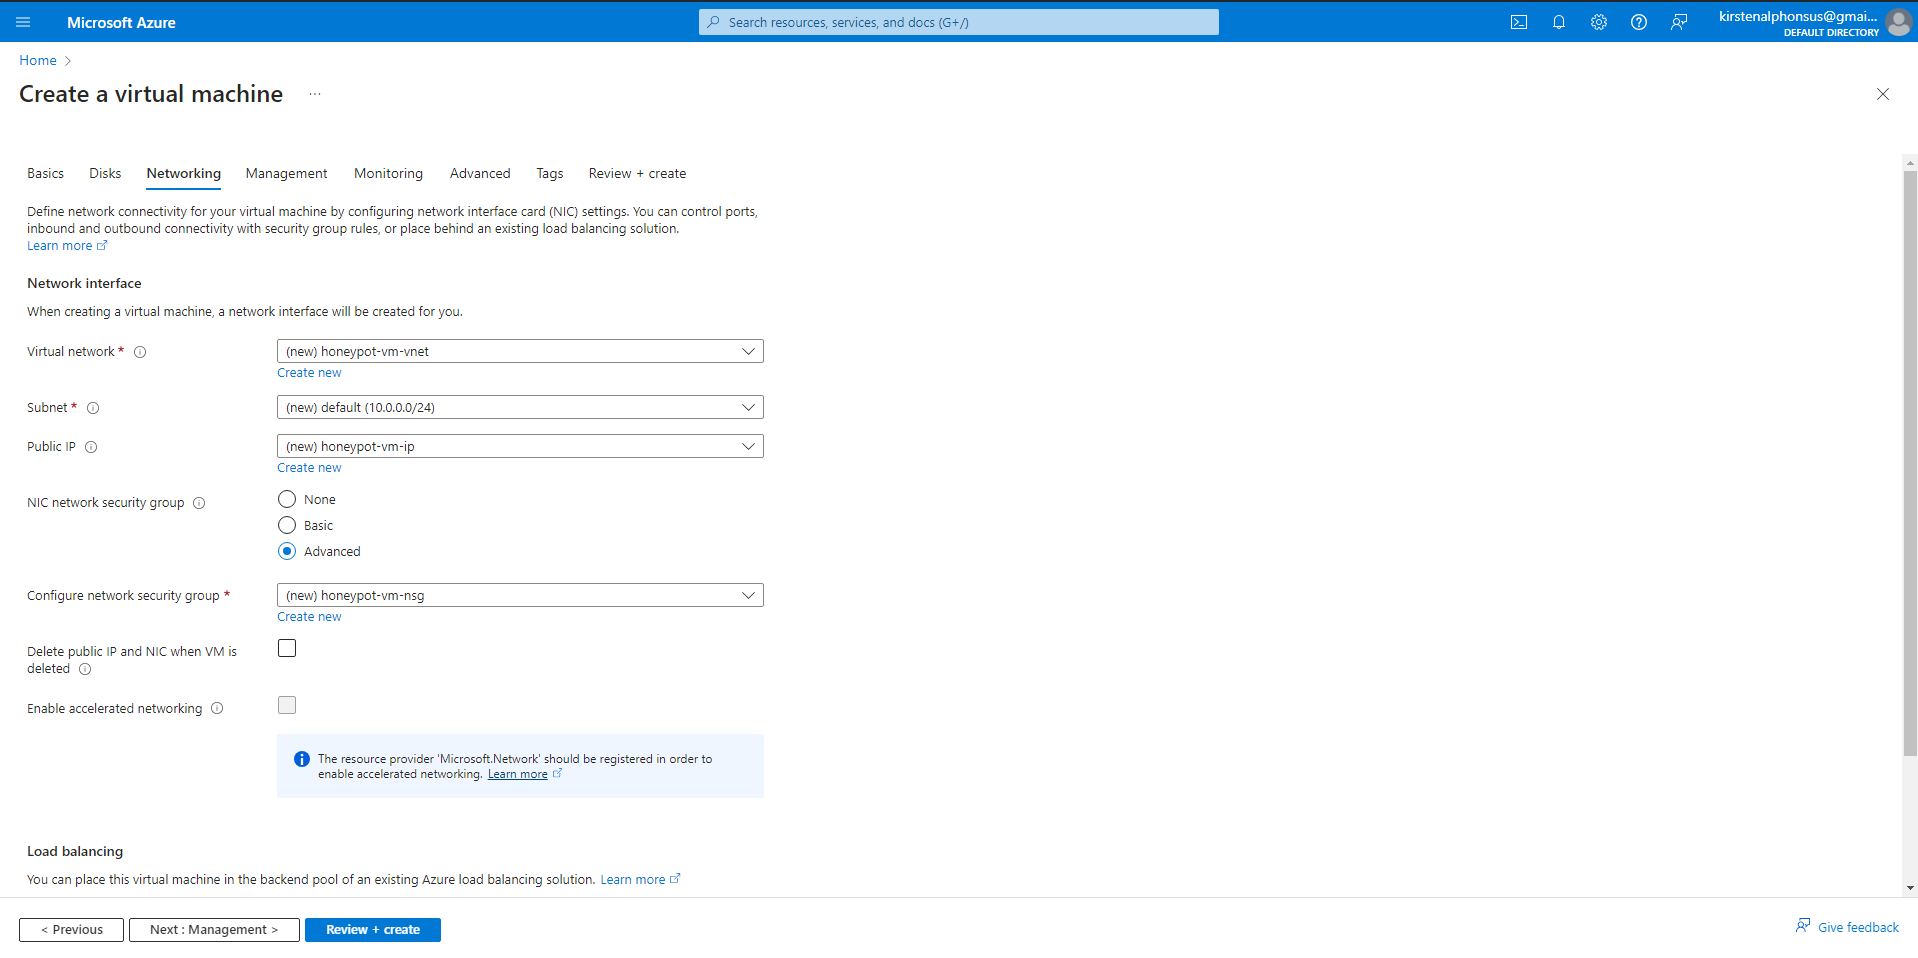 Microsoft Azure
Search resources, services, and docs (G+/)
kirstenalphonsus@gmai...
DEFAULT DIRECTORY
Home
Create a virtual machine ...
Basics Disks Networking Management Monitoring Advanced Tags Review + create
Define network connectivity for your virtual machine by configuring network interface card (NIC) settings. You can control ports,
inbound and outbound connectivity with security group rules, or place behind an existing load balancing solution.
Learn more
Network interface
When creating a virtual machine, a network interface will be created for you.
Virtual network * (new) honeypot-vm-vnet
Create new
Subnet * (new) default (10.0.0.0/24)
Public IP (new) honeypot-vm-ip
Create new
NIC network security group
None
Basic
Advanced
Configure network security group * (new) honeypot-vm-nsg
Create new
Delete public IP and NIC when VM is
deleted
Enable accelerated networking
The resource provider 'Microsoft.Network' should be registered in order to
enable accelerated networking. Learn more
Load balancing
You can place this virtual machine in the backend pool of an existing Azure load balancing solution. Learn more
< Previous Next : Management > Review + create Give feedback